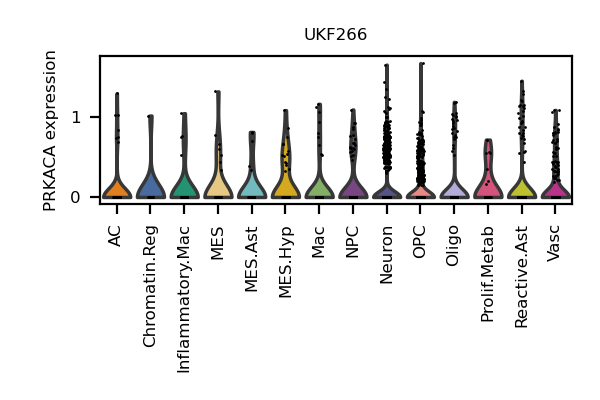 UKF266
PRKACA expression
1
0
AC
Chromatin.Reg
Inflammatory.Mac
MES
MES.Ast
MES.Hyp
Mac
NPC
Neuron
OPC
Oligo
Prolif.Metab
Reactive.Ast
Vasc